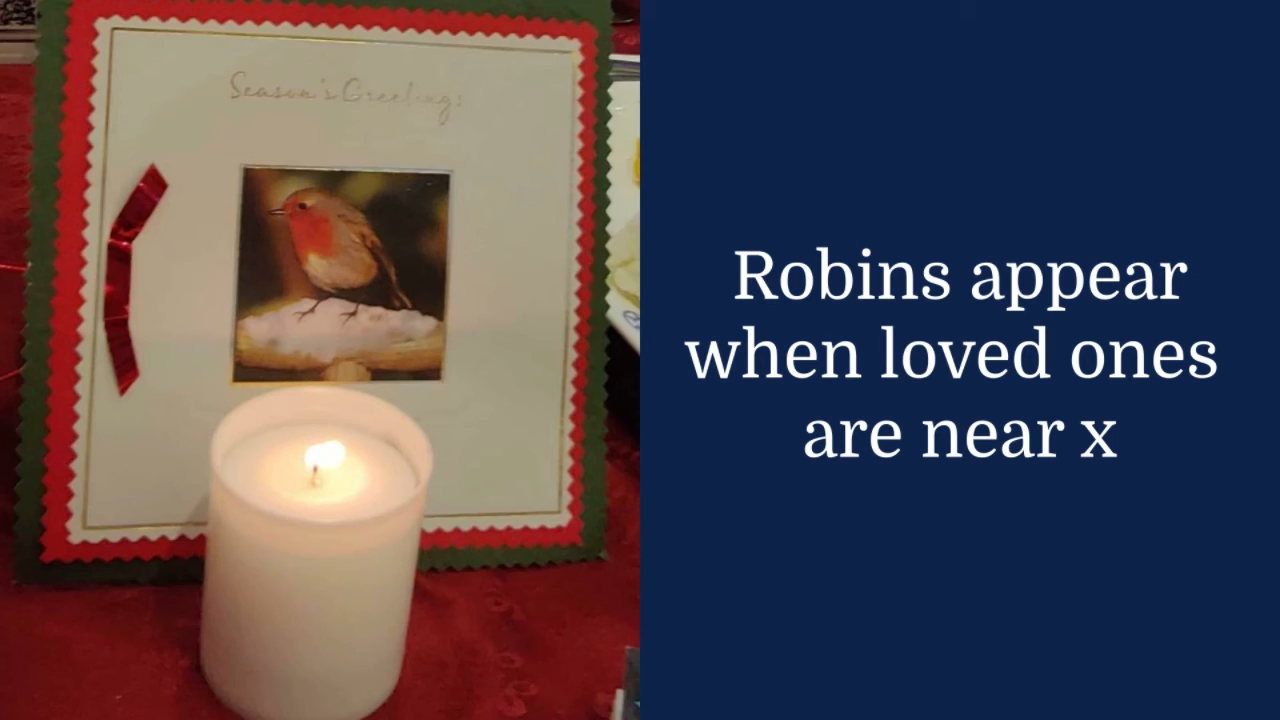 Season's Greetings
Robins appear
when loved ones
are near x